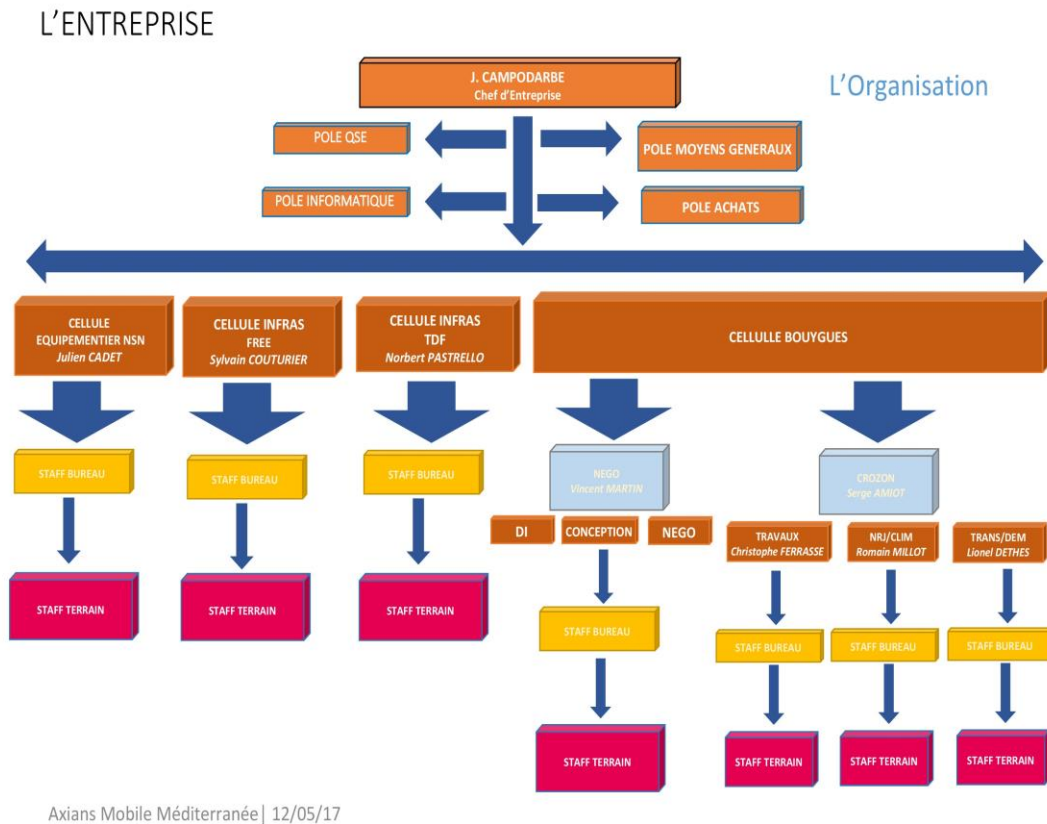 L'ENTREPRISE
L'Organisation
J. CAMPODARBE
Chef d'Entreprise
POLE QSE
POLE MOYENS GENERAUX
POLE INFORMATIQUE
POLE ACHATS
CELLULE
EQUIPEMENTIER NSN
Julien CADET
CELLULE INFRAS
FREE
Sylvain COUTURIER
CELLULE INFRAS
TDF
Norbert PASTRELLO
CELLULLE BOUYGUES
STAFF BUREAU
STAFF BUREAU
STAFF BUREAU
NEGO
Vincent MARTIN
CROZON
Serge AMIOT
DI
CONCEPTION
NEGO
TRAVAUX
Christophe FERRASSE
NRJ/CLIM
Romain MILLOT
TRANS/DEM
Lionel DETHES
STAFF TERRAIN
STAFF TERRAIN
STAFF TERRAIN
STAFF BUREAU
STAFF BUREAU
STAFF BUREAU
STAFF BUREAU
STAFF TERRAIN
STAFF TERRAIN
STAFF TERRAIN
STAFF TERRAIN
Axians Mobile Méditerranée| 12/05/17